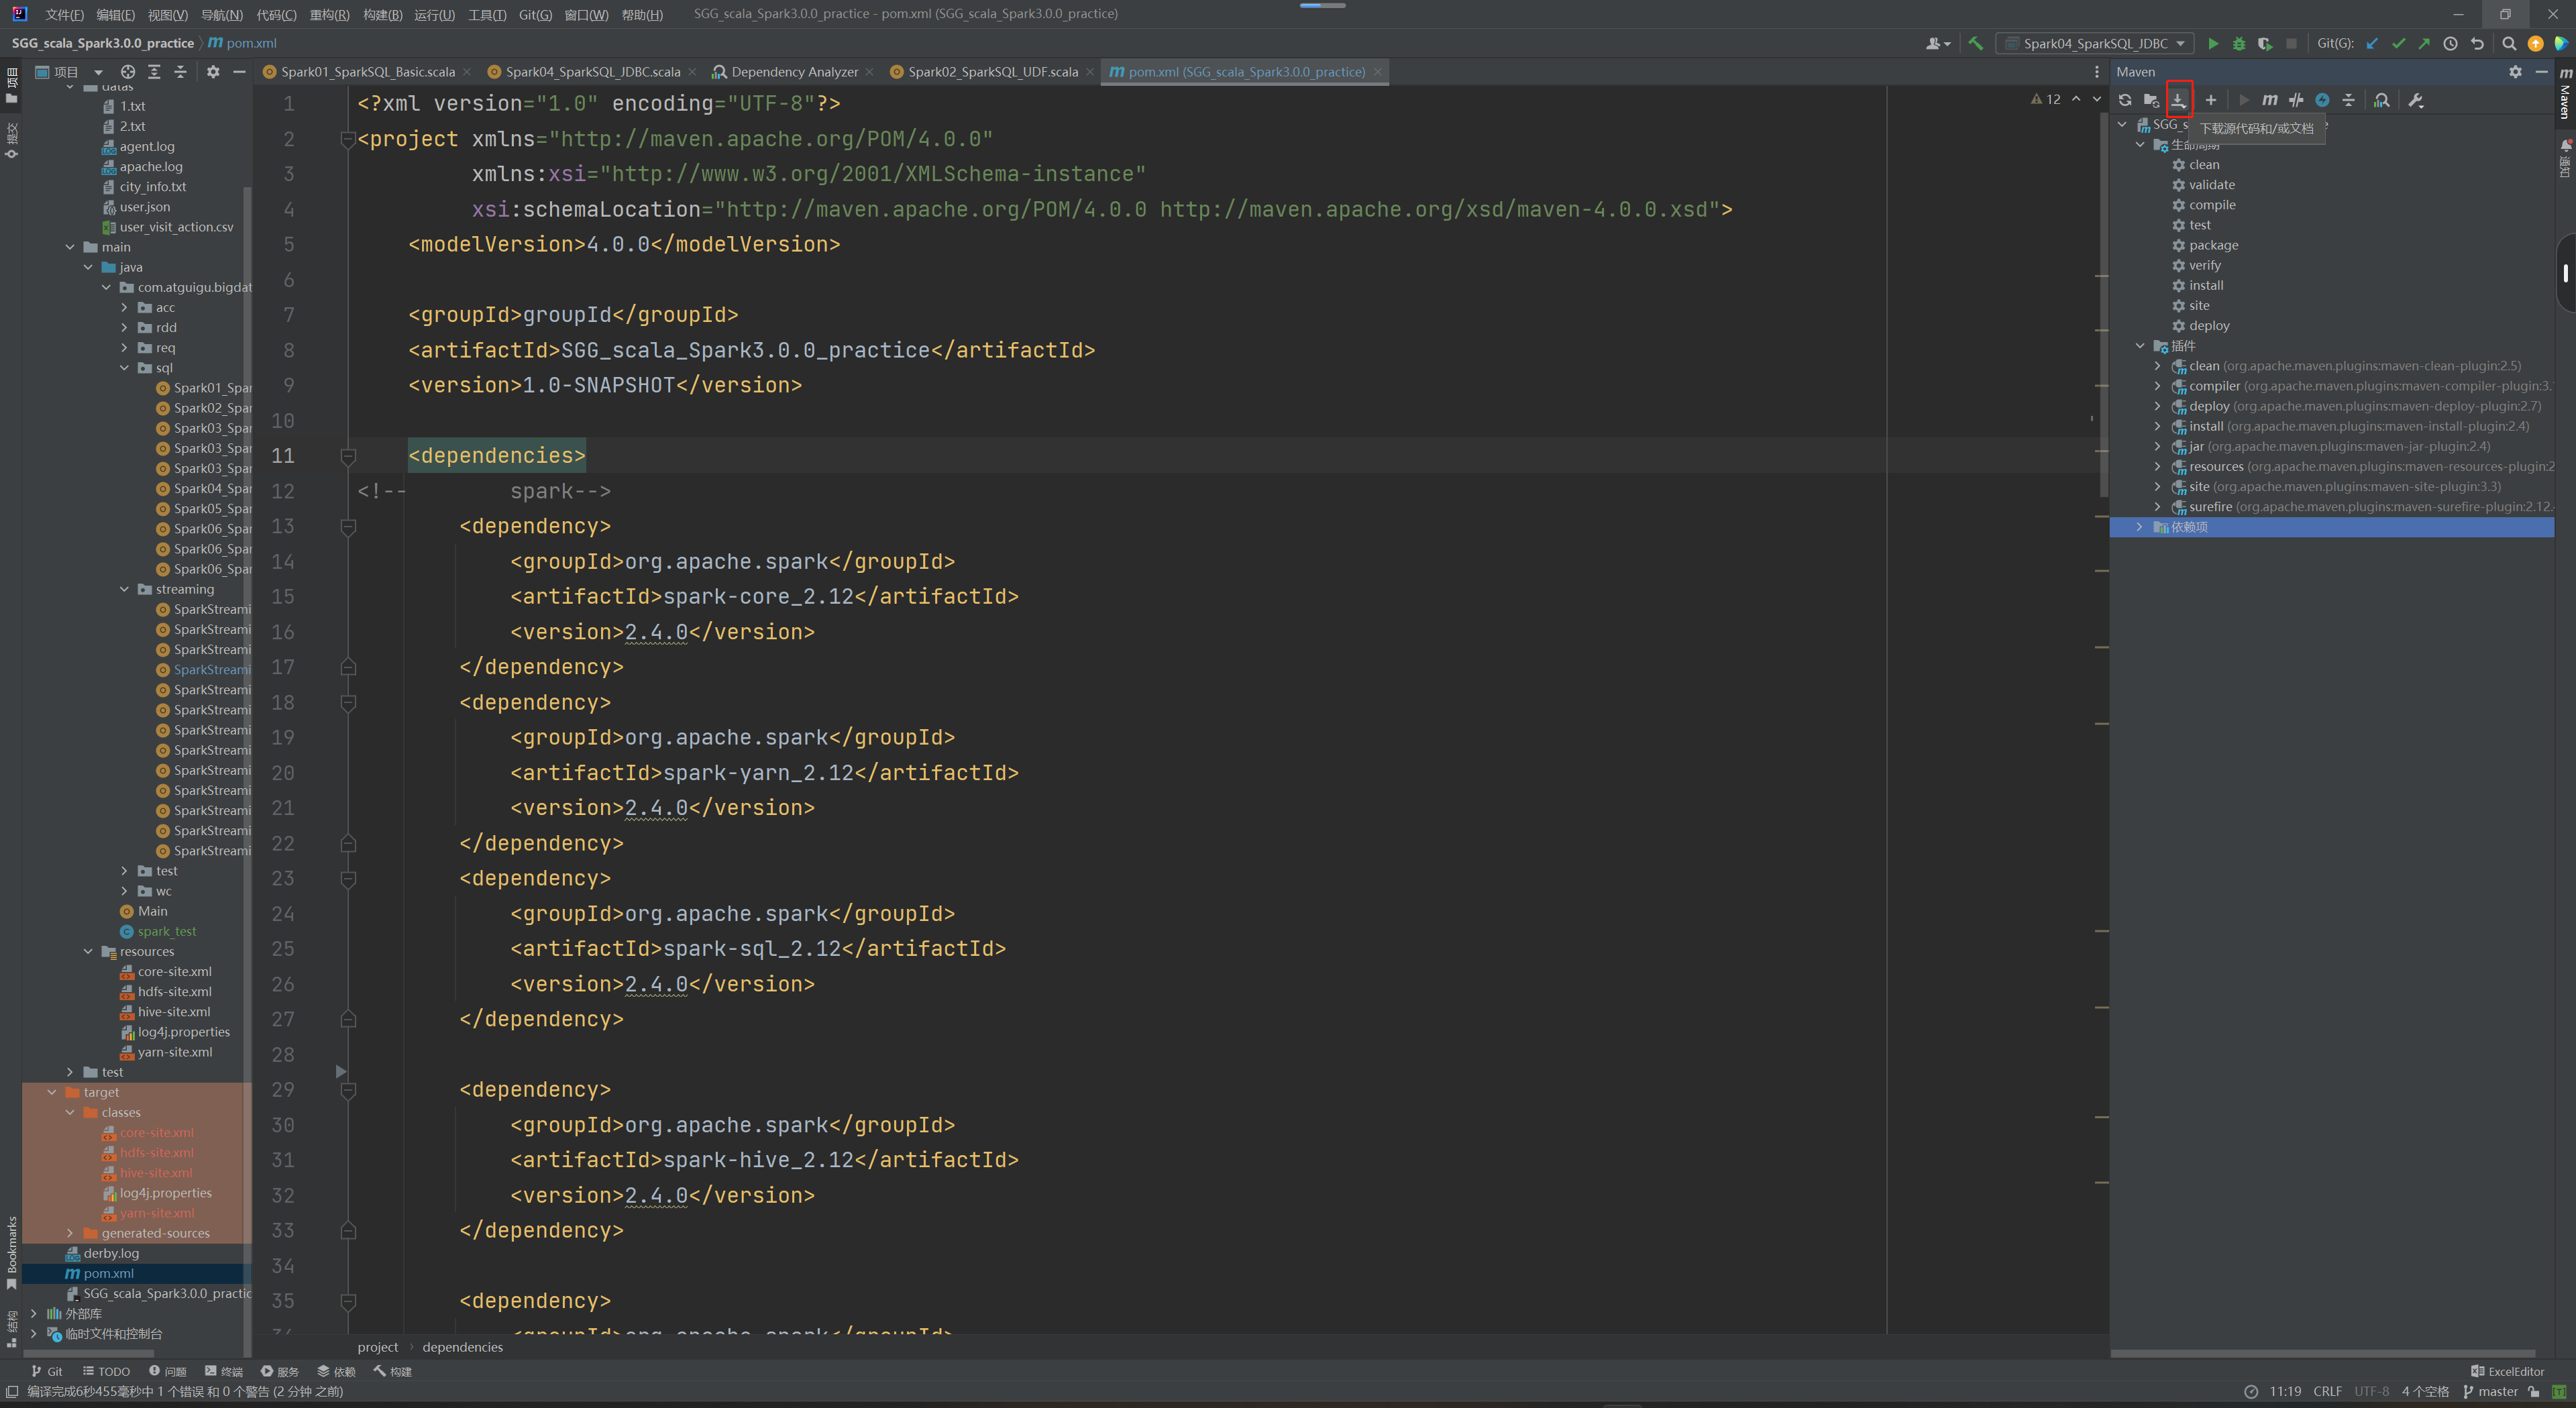 文件(F) 编辑(E) 视图(V) 导航(N) 代码(C) 重构(R) 构建(B) 运行(U) 工具(T) Git(G) 窗口(W) 帮助(H) SGG_scala_Spark3.0.0_practice - pom.xml (SGG_scala_Spark3.0.0_practice)
SGG_scala_Spark3.0.0_practice pom.xml
Spark04_SparkSQL_JDBC Git(G):
项目
提交
Bookmarks
结构
项目
datas
1.txt
2.txt
agent.log
apache.log
city_info.txt
user.json
user_visit_action.csv
main
java
com.atguigu.bigdat
acc
rdd
req
sql
Spark01_Spar
Spark02_Spar
Spark03_Spar
Spark03_Spar
Spark03_Spar
Spark04_Spar
Spark05_Spar
Spark06_Spar
Spark06_Spar
Spark06_Spar
streaming
SparkStreami
SparkStreami
SparkStreami
SparkStreami
SparkStreami
SparkStreami
SparkStreami
SparkStreami
SparkStreami
SparkStreami
SparkStreami
SparkStreami
SparkStreami
test
wc
Main
spark_test
resources
core-site.xml
hdfs-site.xml
hive-site.xml
log4j.properties
yarn-site.xml
test
target
classes
core-site.xml
hdfs-site.xml
hive-site.xml
log4j.properties
yarn-site.xml
generated-sources
derby.log
pom.xml
SGG_scala_Spark3.0.0_practic
外部库
临时文件和控制台
Spark01_SparkSQL_Basic.scala Spark04_SparkSQL_JDBC.scala Dependency Analyzer Spark02_SparkSQL_UDF.scala pom.xml (SGG_scala_Spark3.0.0_practice)
12
1 <?xml version="1.0" encoding="UTF-8"?>
2 <project xmlns="http://maven.apache.org/POM/4.0.0"
3 xmlns:xsi="http://www.w3.org/2001/XMLSchema-instance"
4 xsi:schemaLocation="http://maven.apache.org/POM/4.0.0 http://maven.apache.org/xsd/maven-4.0.0.xsd">
5 <modelVersion>4.0.0</modelVersion>
6
7 <groupId>groupId</groupId>
8 <artifactId>SGG_scala_Spark3.0.0_practice</artifactId>
9 <version>1.0-SNAPSHOT</version>
10
11 <dependencies>
12 <!-- spark-->
13 <dependency>
14 <groupId>org.apache.spark</groupId>
15 <artifactId>spark-core_2.12</artifactId>
16 <version>2.4.0</version>
17 </dependency>
18 <dependency>
19 <groupId>org.apache.spark</groupId>
20 <artifactId>spark-yarn_2.12</artifactId>
21 <version>2.4.0</version>
22 </dependency>
23 <dependency>
24 <groupId>org.apache.spark</groupId>
25 <artifactId>spark-sql_2.12</artifactId>
26 <version>2.4.0</version>
27 </dependency>
28
29 <dependency>
30 <groupId>org.apache.spark</groupId>
31 <artifactId>spark-hive_2.12</artifactId>
32 <version>2.4.0</version>
33 </dependency>
34
35 <dependency>
36 <groupId>org.apache.spark</groupId>
project dependencies
Maven
SGG_s
下载源代码和/或文档
生命周期
clean
validate
compile
test
package
verify
install
site
deploy
插件
clean (org.apache.maven.plugins:maven-clean-plugin:2.5)
compiler (org.apache.maven.plugins:maven-compiler-plugin:3.
deploy (org.apache.maven.plugins:maven-deploy-plugin:2.7)
install (org.apache.maven.plugins:maven-install-plugin:2.4)
jar (org.apache.maven.plugins:maven-jar-plugin:2.4)
resources (org.apache.maven.plugins:maven-resources-plugin:2
site (org.apache.maven.plugins:maven-site-plugin:3.3)
surefire (org.apache.maven.plugins:maven-surefire-plugin:2.12.
依赖项
Maven
通知
Git TODO 问题 终端 服务 依赖 构建 ExcelEditor
编译完成6秒455毫秒中 1 个错误 和 0 个警告 (2 分钟 之前) 11:19 CRLF UTF-8 4 个空格 master